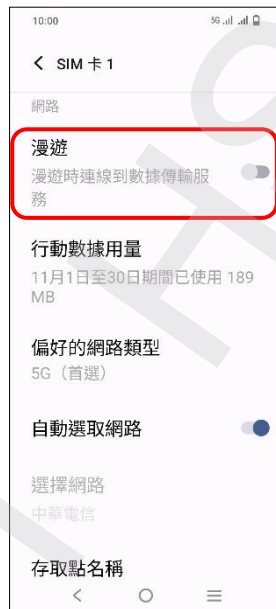 10:00
5G
SIM 卡 1
網路
漫遊
漫遊時連線到數據傳輸服
務
行動數據用量
11月1日至30日期間已使用 189
MB
偏好的網路類型
5G（首選）
自動選取網路
選擇網路
中華電信
存取點名稱